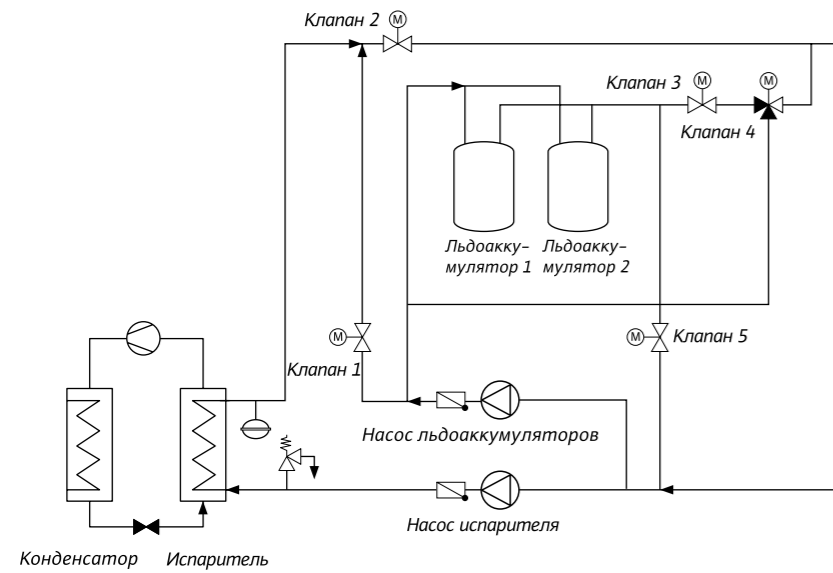 Клапан 2
M
Клапан 3
M
M
Клапан 4
Льдоакку-
мулятор 1
Льдоакку-
мулятор 2
M
Клапан 1
M
Клапан 5
Насос льдоаккумуляторов
Насос испарителя
Конденсатор
Испаритель